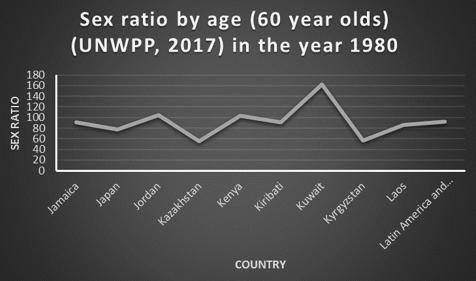 Sex ratio by age (60 year olds)
(UNWPP, 2017) in the year 1980
SEX RATIO
180
160
140
120
100
80
60
40
20
0
Jamaica
Japan
Jordan
Kazakhstan
Kenya
Kiribati
Kuwait
Kyrgyzstan
Laos
Latin America and...
COUNTRY